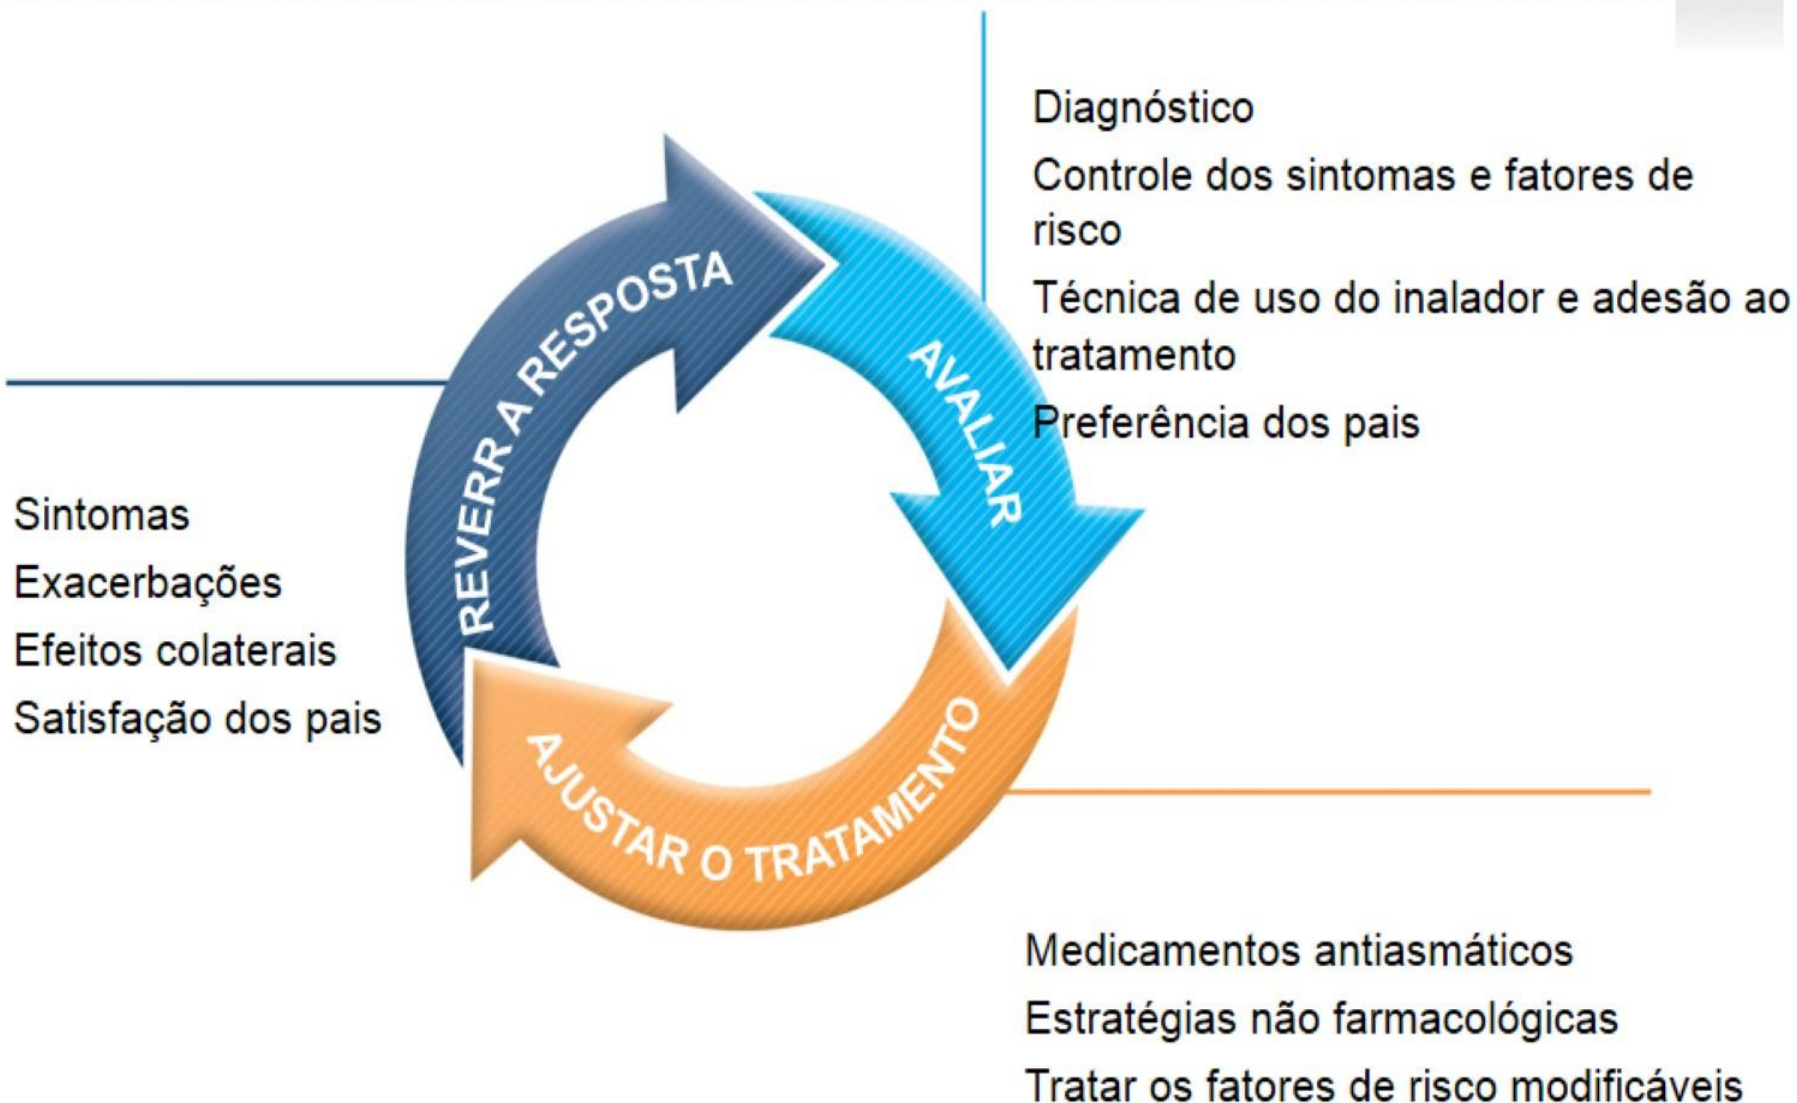 Diagnóstico
Controle dos sintomas e fatores de
risco
Técnica de uso do inalador e adesão ao
tratamento
Preferência dos pais
REVERR A RESPOSTA
AVALIAR
AJUSTAR O TRATAMENTO
Sintomas
Exacerbações
Efeitos colaterais
Satisfação dos pais
Medicamentos antiasmáticos
Estratégias não farmacológicas
Tratar os fatores de risco modificáveis